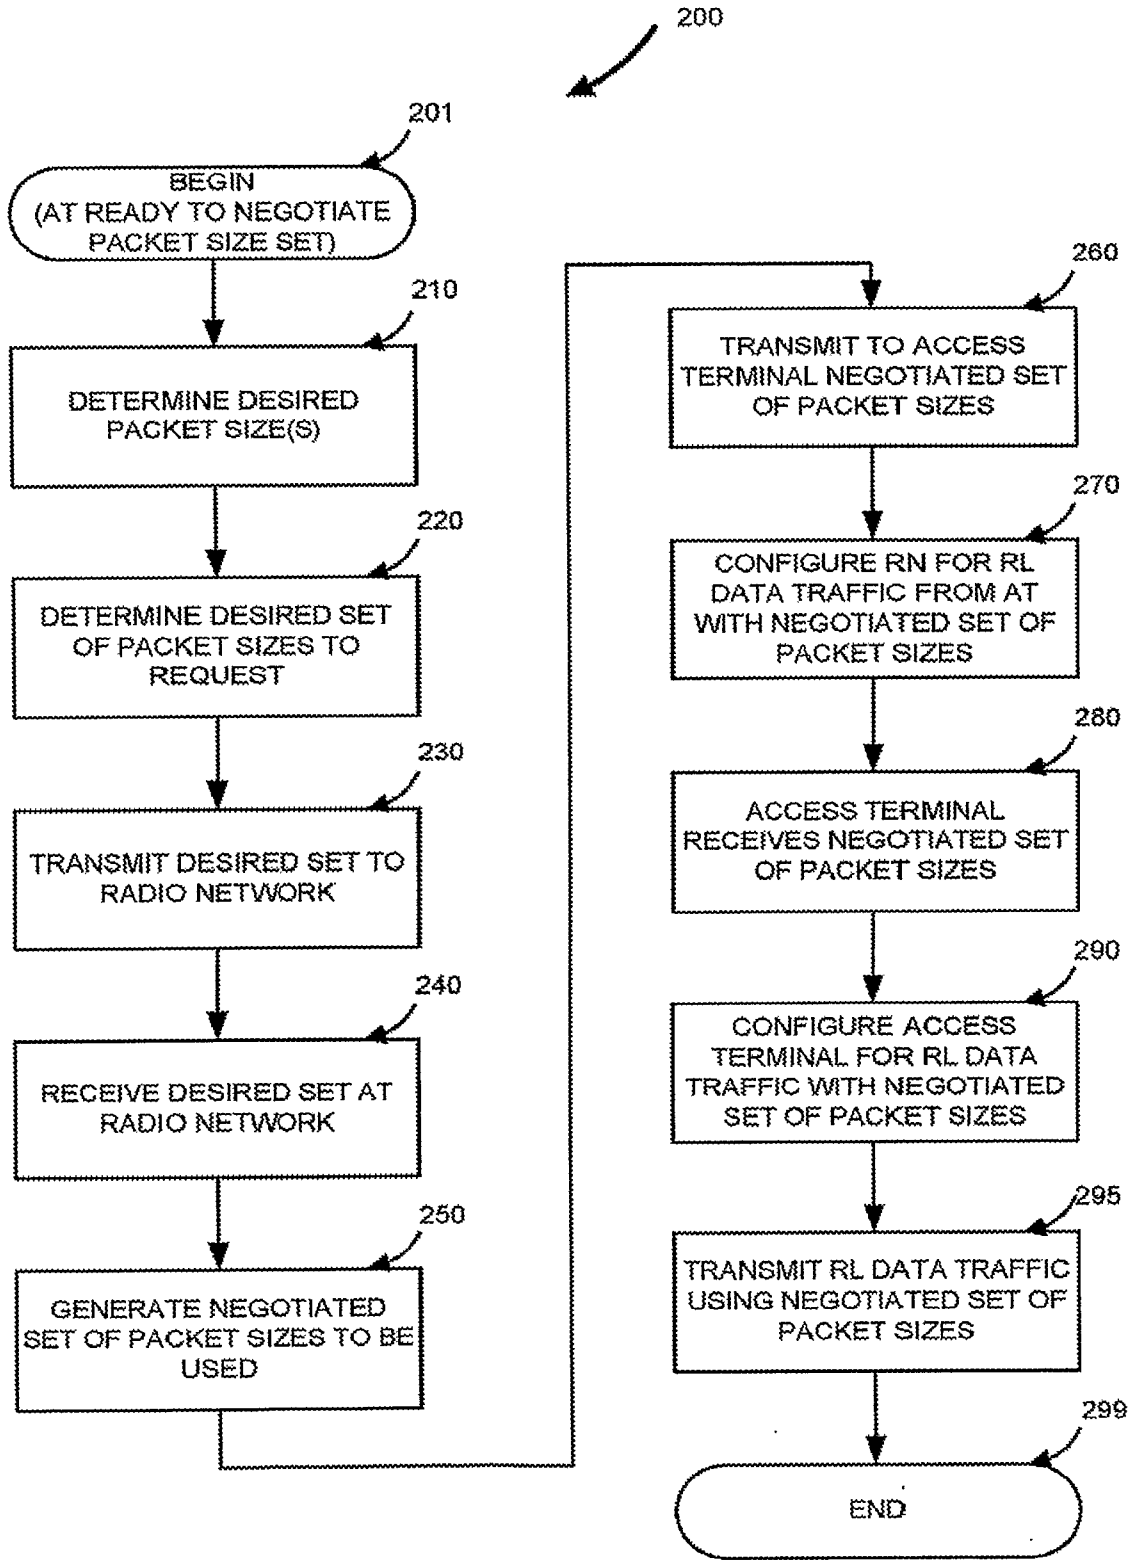 200
201
BEGIN
(AT READY TO NEGOTIATE
PACKET SIZE SET)
210
DETERMINE DESIRED
PACKET SIZE(S)
220
DETERMINE DESIRED SET
OF PACKET SIZES TO
REQUEST
230
TRANSMIT DESIRED SET TO
RADIO NETWORK
240
RECEIVE DESIRED SET AT
RADIO NETWORK
250
GENERATE NEGOTIATED
SET OF PACKET SIZES TO BE
USED
260
TRANSMIT TO ACCESS
TERMINAL NEGOTIATED SET
OF PACKET SIZES
270
CONFIGURE RN FOR RL
DATA TRAFFIC FROM AT
WITH NEGOTIATED SET OF
PACKET SIZES
280
ACCESS TERMINAL
RECEIVES NEGOTIATED SET
OF PACKET SIZES
290
CONFIGURE ACCESS
TERMINAL FOR RL DATA
TRAFFIC WITH NEGOTIATED
SET OF PACKET SIZES
295
TRANSMIT RL DATA TRAFFIC
USING NEGOTIATED SET OF
PACKET SIZES
299
END